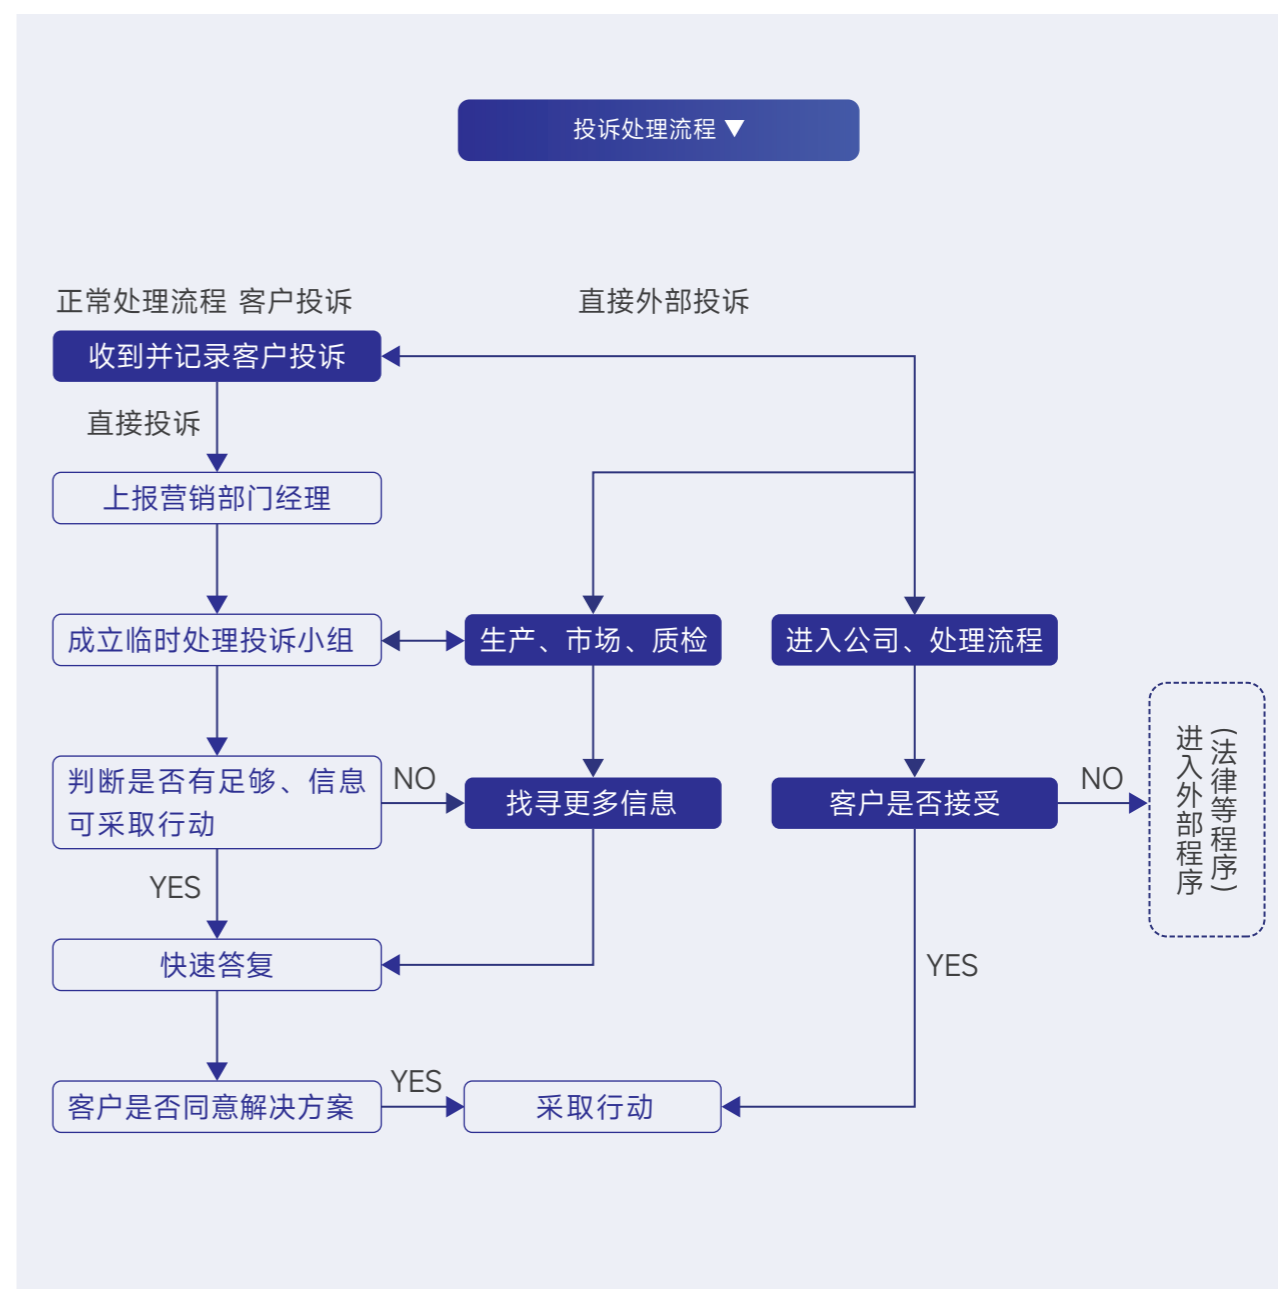 投诉处理流程 ▼
正常处理流程 客户投诉
直接外部投诉
收到并记录客户投诉
直接投诉
上报营销部门经理
成立临时处理投诉小组
生产、市场、质检
进入公司、处理流程
判断是否有足够、信息
可采取行动
NO
找寻更多信息
客户是否接受
NO
进入外部程序
(法律等程序)
YES
快速答复
YES
客户是否同意解决方案
YES
采取行动